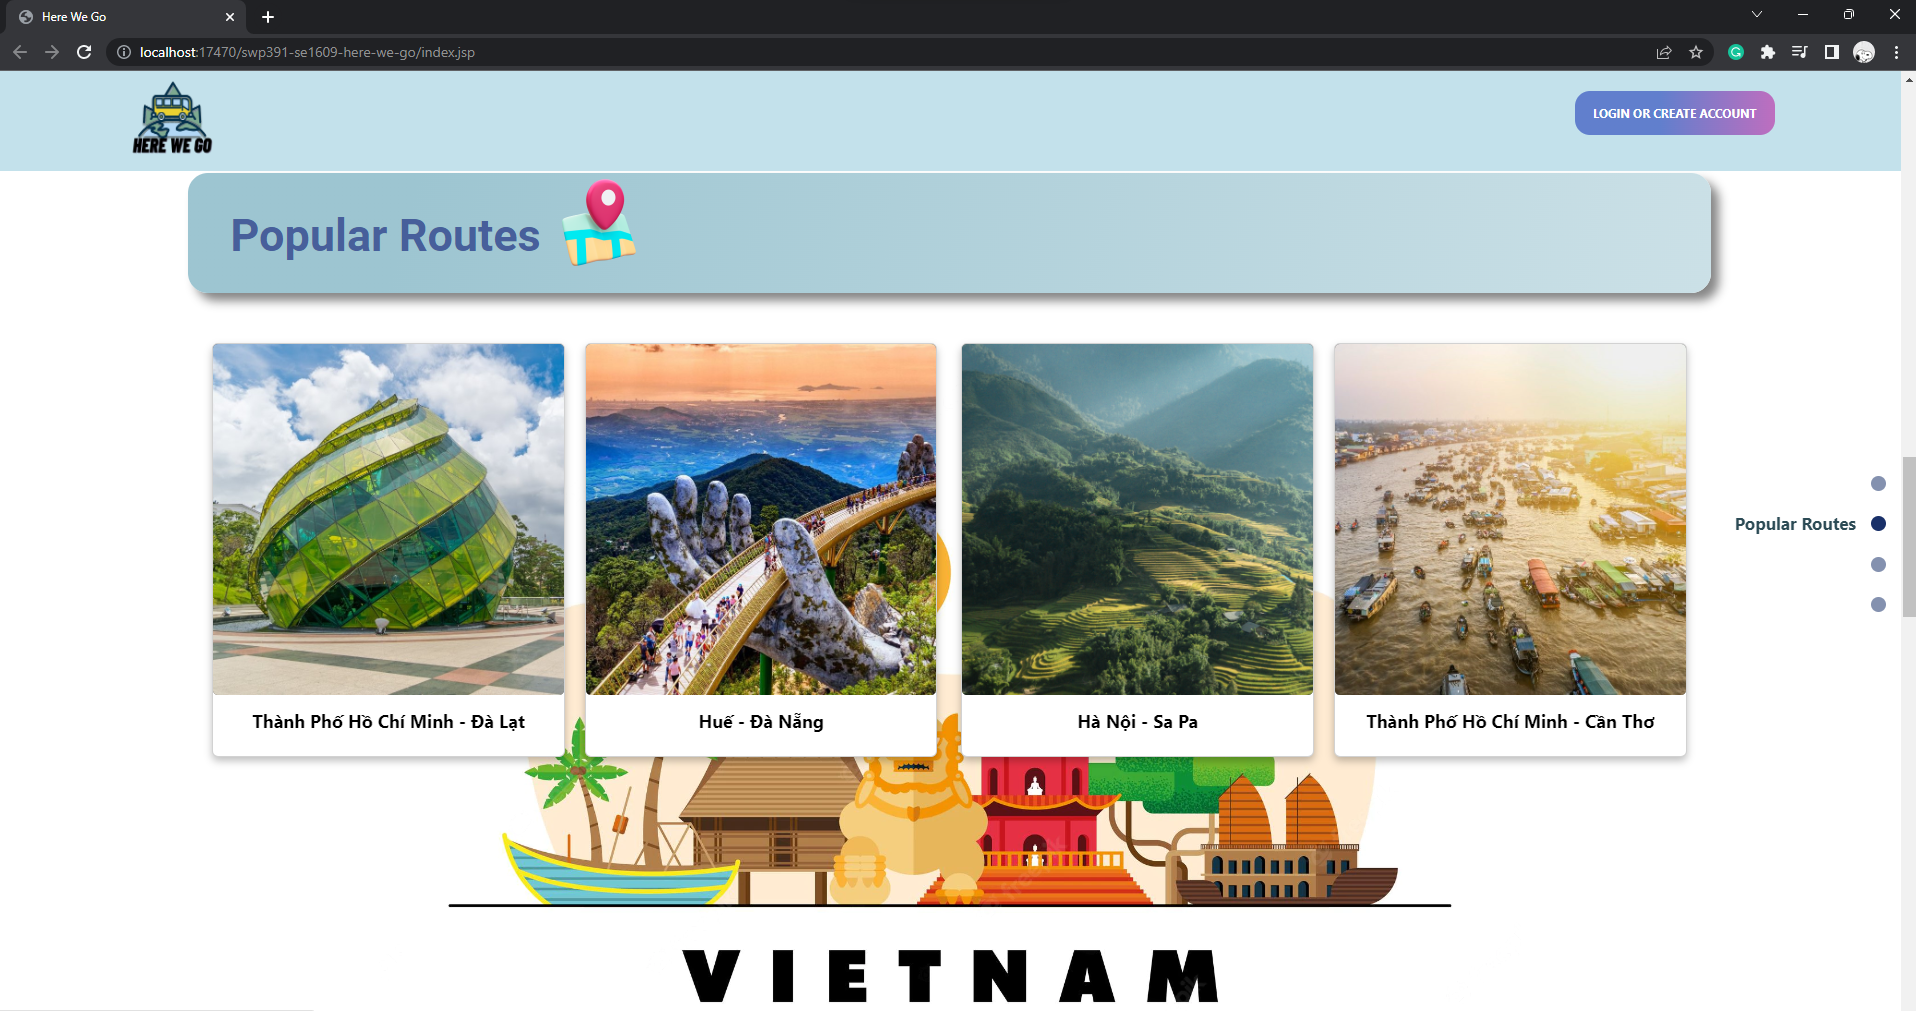 Here We Go
localhost:17470/swp391-se1609-here-we-go/index.jsp
HERE WE GO
LOGIN OR CREATE ACCOUNT
Popular Routes
Popular Routes
Thành Phố Hồ Chí Minh - Đà Lạt
Huế - Đà Nẵng
Hà Nội - Sa Pa
Thành Phố Hồ Chí Minh - Cần Thơ
VIETNAM